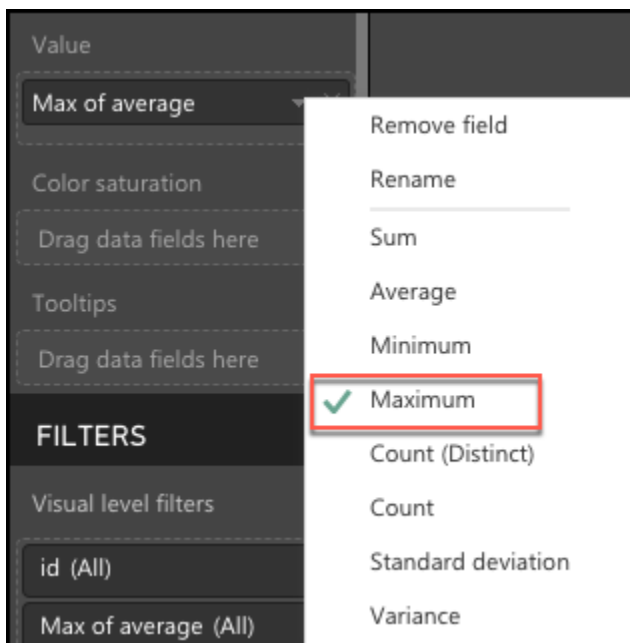 Value
Max of average
Color saturation
Drag data fields here
Tooltips
Drag data fields here
FILTERS
Visual level filters
id (All)
Max of average (All)
Remove field
Rename
Sum
Average
Minimum
Maximum
Count (Distinct)
Count
Standard deviation
Variance